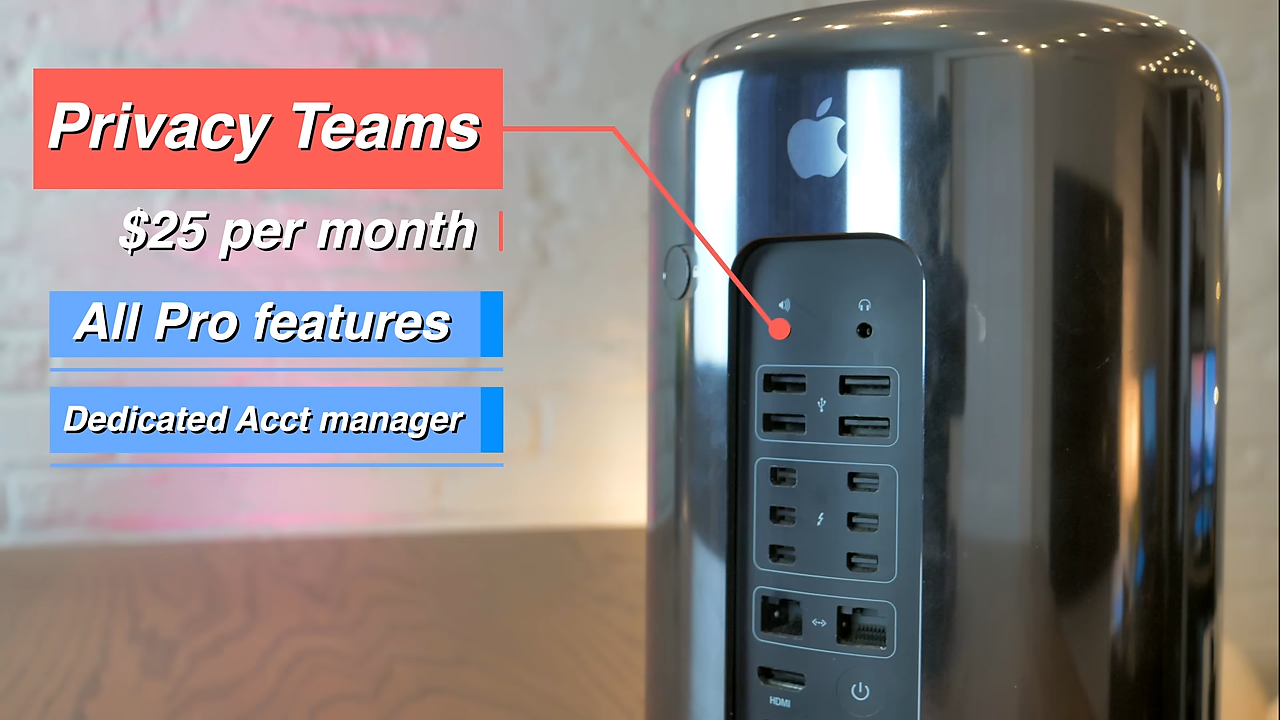 Privacy Teams
$25 per month
All Pro features
Dedicated Acct manager
HDMI